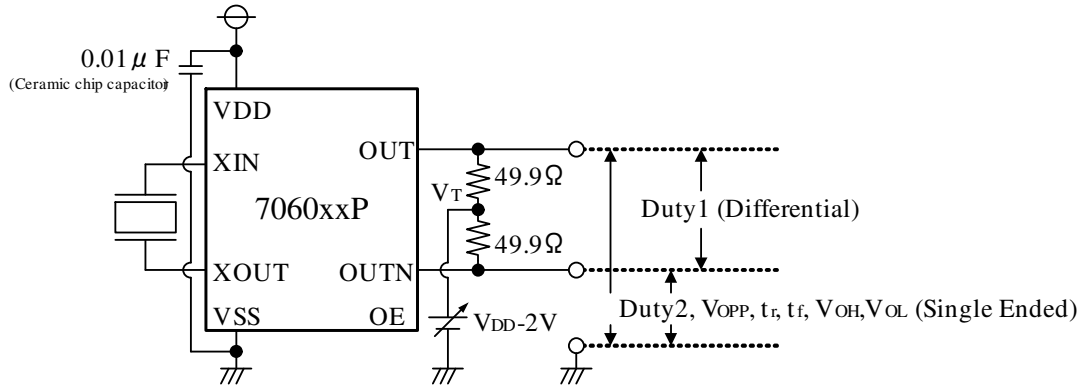 0.01μF
(Ceramic chip capacitor)
VDD
XIN
7060xxP
XOUT
VSS
OUT
OUTN
OE
VT
49.9Ω
49.9Ω
VDD-2V
Duty1 (Differential)
Duty2, VOPP, tr, tf, VOH,VOL (Single Ended)